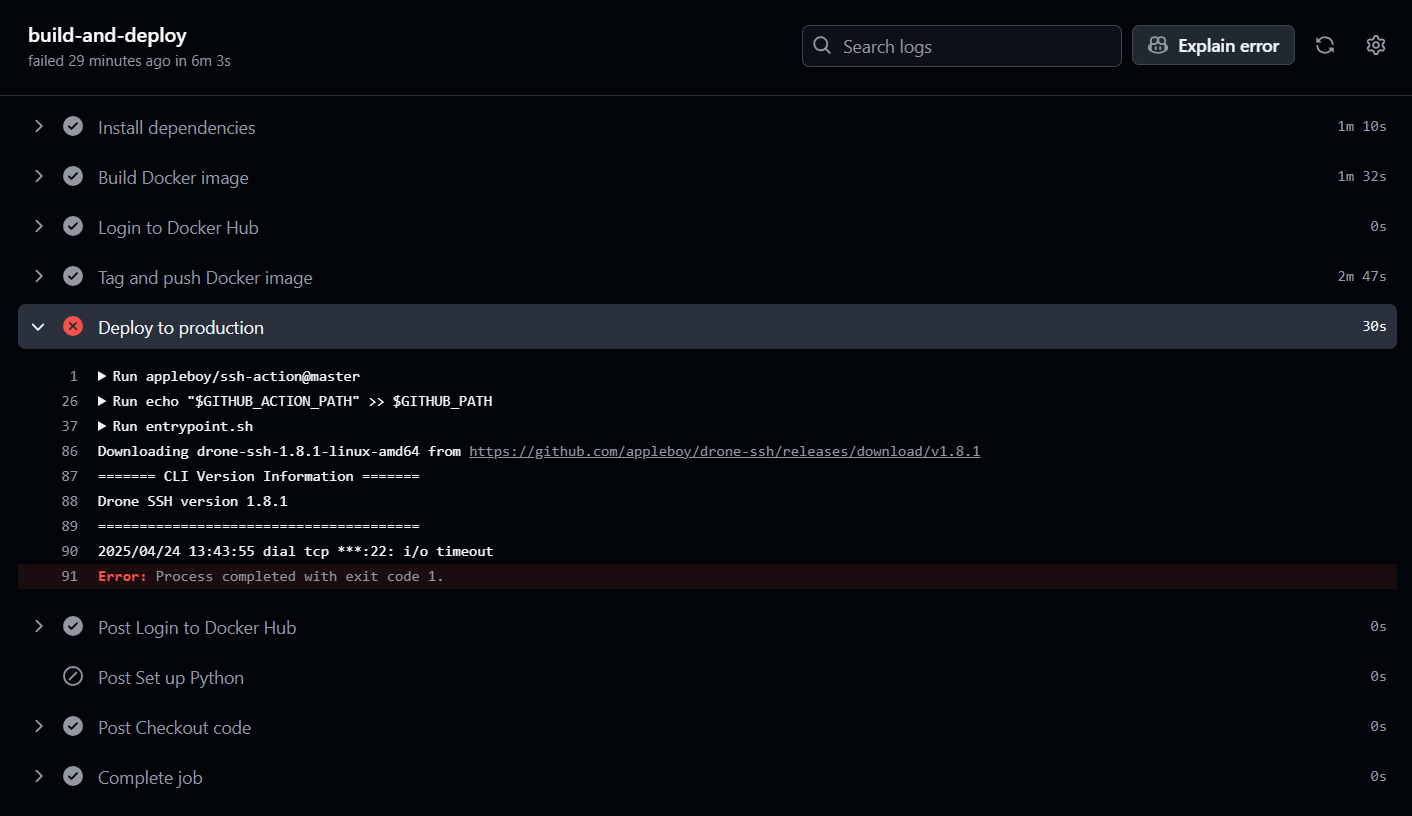 build-and-deploy
failed 29 minutes ago in 6m 3s
Search logs
Explain error
Install dependencies 1m 10s
Build Docker image 1m 32s
Login to Docker Hub 0s
Tag and push Docker image 2m 47s
Deploy to production 30s
1 ▶ Run appleboy/ssh-action@master
26 ▶ Run echo "$GITHUB_ACTION_PATH" >> $GITHUB_PATH
37 ▶ Run entrypoint.sh
86 Downloading drone-ssh-1.8.1-linux-amd64 from https://github.com/appleboy/drone-ssh/releases/download/v1.8.1
87 ======= CLI Version Information =======
88 Drone SSH version 1.8.1
89 =======================================
90 2025/04/24 13:43:55 dial tcp ***:22: i/o timeout
91 Error: Process completed with exit code 1.
Post Login to Docker Hub 0s
Post Set up Python 0s
Post Checkout code 0s
Complete job 0s